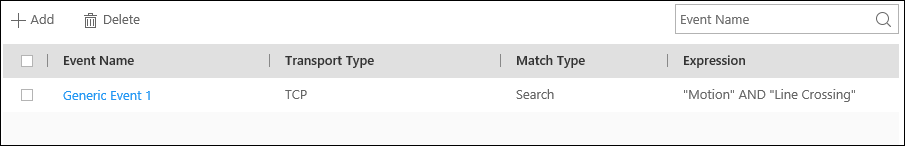 Add Delete Event Name
Event Name Transport Type Match Type Expression
Generic Event 1 TCP Search "Motion" AND "Line Crossing"